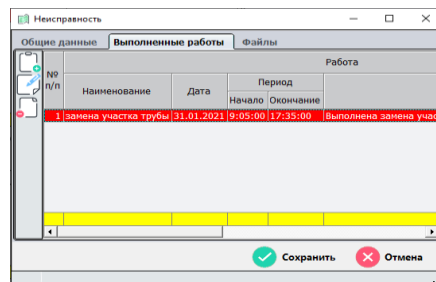 Неисправность
Общие данные Выполненные работы Файлы
Работа
№ п/п Наименование Дата Период
Начало Окончание
1 замена участка трубы 31.01.2021 9:05:00 17:35:00 Выполнена замена учас
Сохранить Отмена